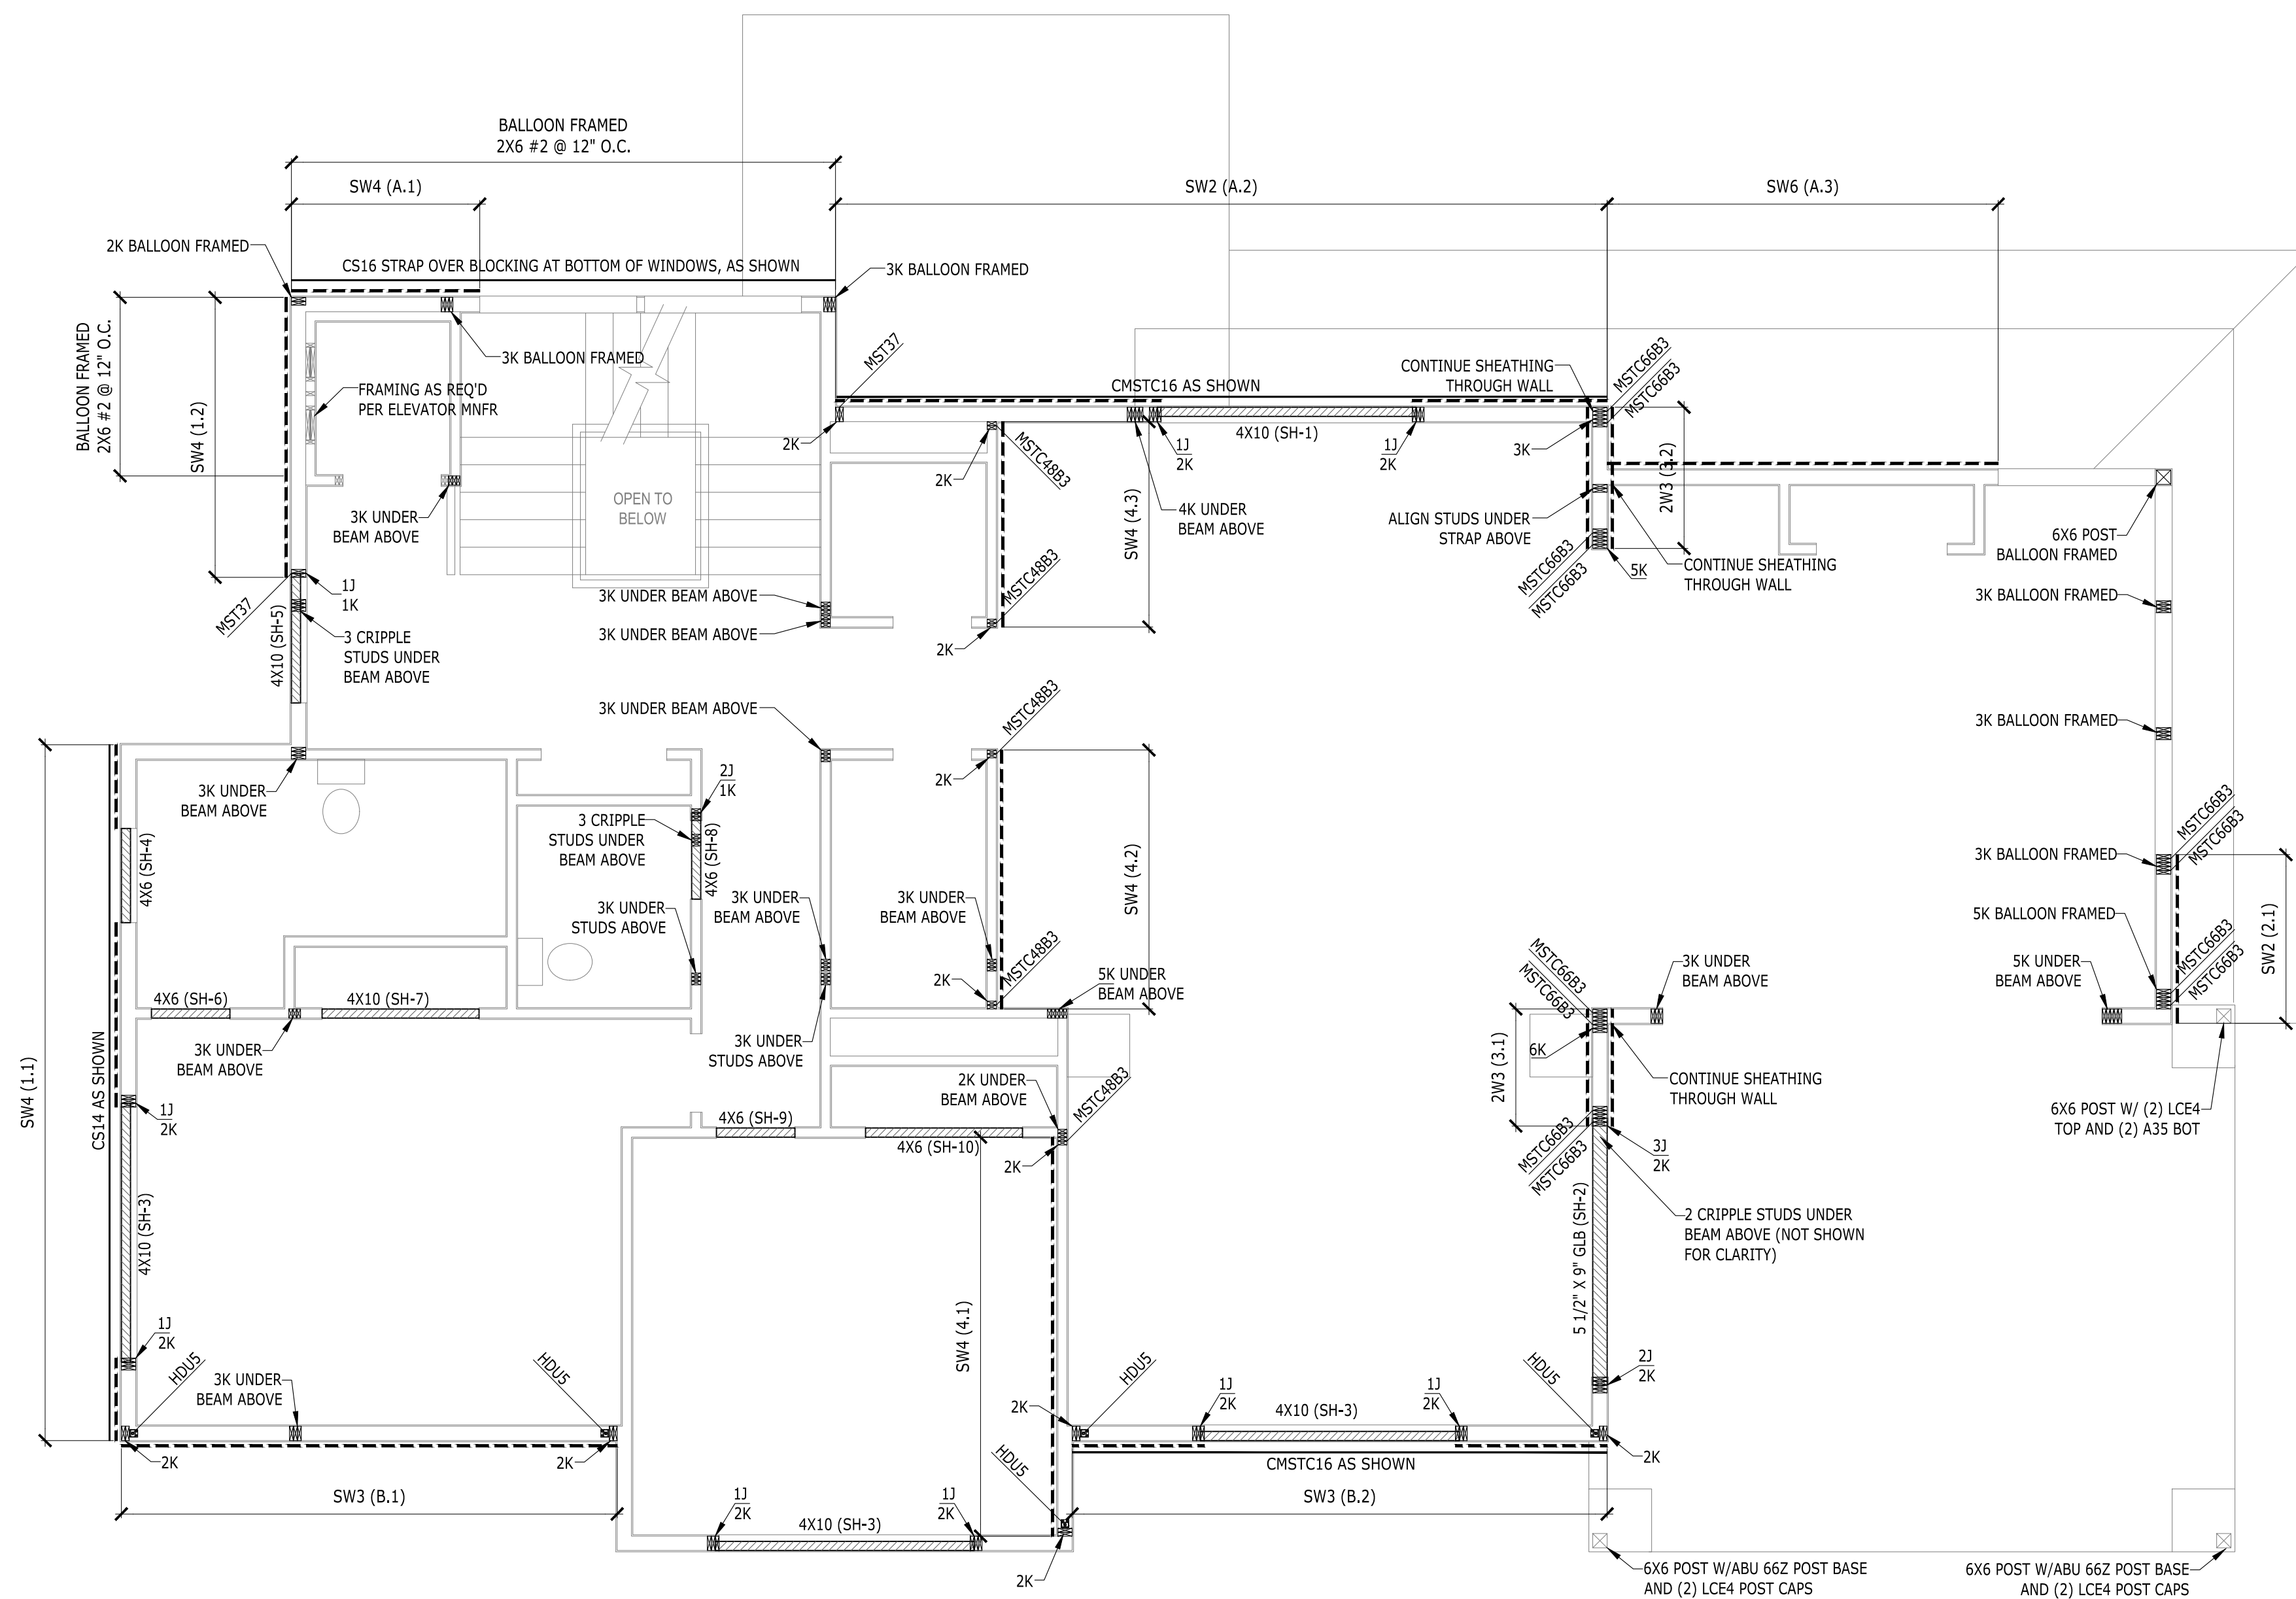 BALLOON FRAMED
2X6 #2 @ 12" O.C.
SW4 (A.1)
SW2 (A.2)
SW6 (A.3)
2K BALLOON FRAMED
CS16 STRAP OVER BLOCKING AT BOTTOM OF WINDOWS, AS SHOWN
3K BALLOON FRAMED
BALLOON FRAMED
2X6 #2 @ 12" O.C.
SW4 (1.2)
3K BALLOON FRAMED
FRAMING AS REQ'D
PER ELEVATOR MNFR
MST37
CMSTC16 AS SHOWN
CONTINUE SHEATHING
THROUGH WALL
MSTC66B3
MSTC66B3
2K
2K
MSTC48B3
1J
2K
4X10 (SH-1)
1J
2K
3K
2W3 (3.2)
OPEN TO
BELOW
3K UNDER
BEAM ABOVE
SW4 (4.3)
4K UNDER
BEAM ABOVE
ALIGN STUDS UNDER
STRAP ABOVE
6X6 POST
BALLOON FRAMED
MSTC66B3
MSTC66B3
5K
CONTINUE SHEATHING
THROUGH WALL
MST37
4X10 (SH-5)
1J
1K
3 CRIPPLE
STUDS UNDER
BEAM ABOVE
3K UNDER BEAM ABOVE
3K UNDER BEAM ABOVE
MSTC48B3
2K
3K BALLOON FRAMED
3K UNDER BEAM ABOVE
MSTC48B3
2K
3K BALLOON FRAMED
3K UNDER
BEAM ABOVE
2J
1K
3 CRIPPLE
STUDS UNDER
BEAM ABOVE
4X6 (SH-4)
4X6 (SH-8)
SW4 (4.2)
MSTC66B3
MSTC66B3
3K BALLOON FRAMED
3K UNDER
STUDS ABOVE
3K UNDER
BEAM ABOVE
3K UNDER
BEAM ABOVE
5K BALLOON FRAMED
MSTC66B3
MSTC66B3
SW2 (2.1)
MSTC48B3
2K
5K UNDER
BEAM ABOVE
MSTC66B3
MSTC66B3
3K UNDER
BEAM ABOVE
5K UNDER
BEAM ABOVE
4X6 (SH-6)
4X10 (SH-7)
3K UNDER
BEAM ABOVE
3K UNDER
STUDS ABOVE
6K
2W3 (3.1)
CONTINUE SHEATHING
THROUGH WALL
SW4 (1.1)
CS14 AS SHOWN
1J
2K
2K UNDER
BEAM ABOVE
MSTC48B3
4X6 (SH-9)
4X6 (SH-10)
2K
MSTC66B3
MSTC66B3
3J
2K
6X6 POST W/ (2) LCE4
TOP AND (2) A35 BOT
4X10 (SH-3)
5 1/2" X 9" GLB (SH-2)
2 CRIPPLE STUDS UNDER
BEAM ABOVE (NOT SHOWN
FOR CLARITY)
1J
2K
HDU5
3K UNDER
BEAM ABOVE
HDU5
SW4 (4.1)
2K
HDU5
1J
2K
4X10 (SH-3)
1J
2K
HDU5
2J
2K
2K
2K
HDU5
CMSTC16 AS SHOWN
2K
SW3 (B.1)
SW3 (B.2)
1J
2K
4X10 (SH-3)
1J
2K
2K
6X6 POST W/ABU 66Z POST BASE
AND (2) LCE4 POST CAPS
6X6 POST W/ABU 66Z POST BASE
AND (2) LCE4 POST CAPS